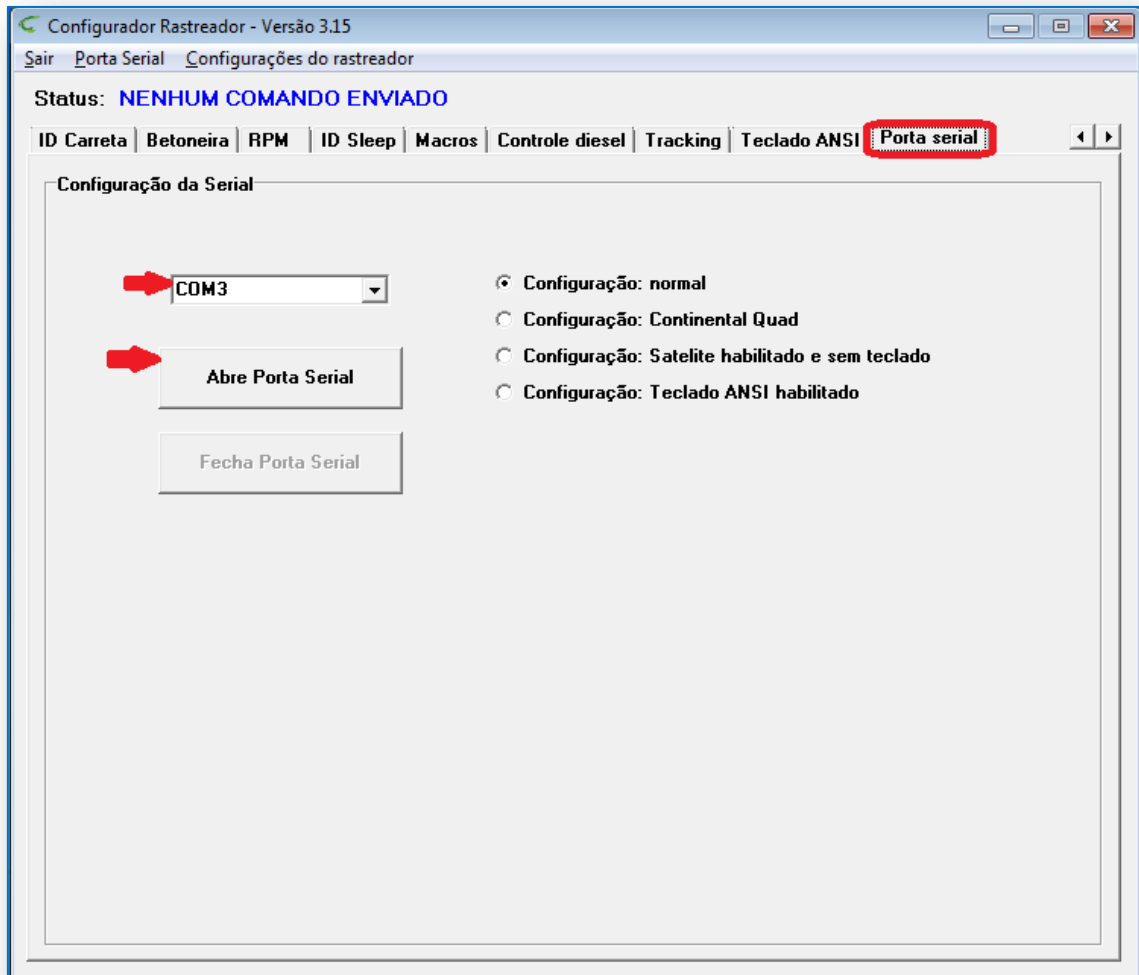 Configurador Rastreador - Versão 3.15
Sair Porta Serial Configurações do rastreador
Status: NENHUM COMANDO ENVIADO
ID Carreta Betoneira RPM ID Sleep Macros Controle diesel Tracking Teclado ANSI Porta serial
Configuração da Serial
COM3
Abre Porta Serial
Fecha Porta Serial
Configuração: normal
Configuração: Continental Quad
Configuração: Satelite habilitado e sem teclado
Configuração: Teclado ANSI habilitado